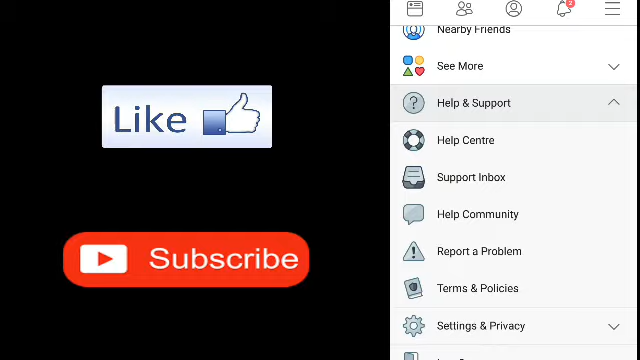 Like
Subscribe
2
Nearby Friends
See More
Help & Support
?
Help Centre
Support Inbox
Help Community
Report a Problem
Terms & Policies
Settings & Privacy